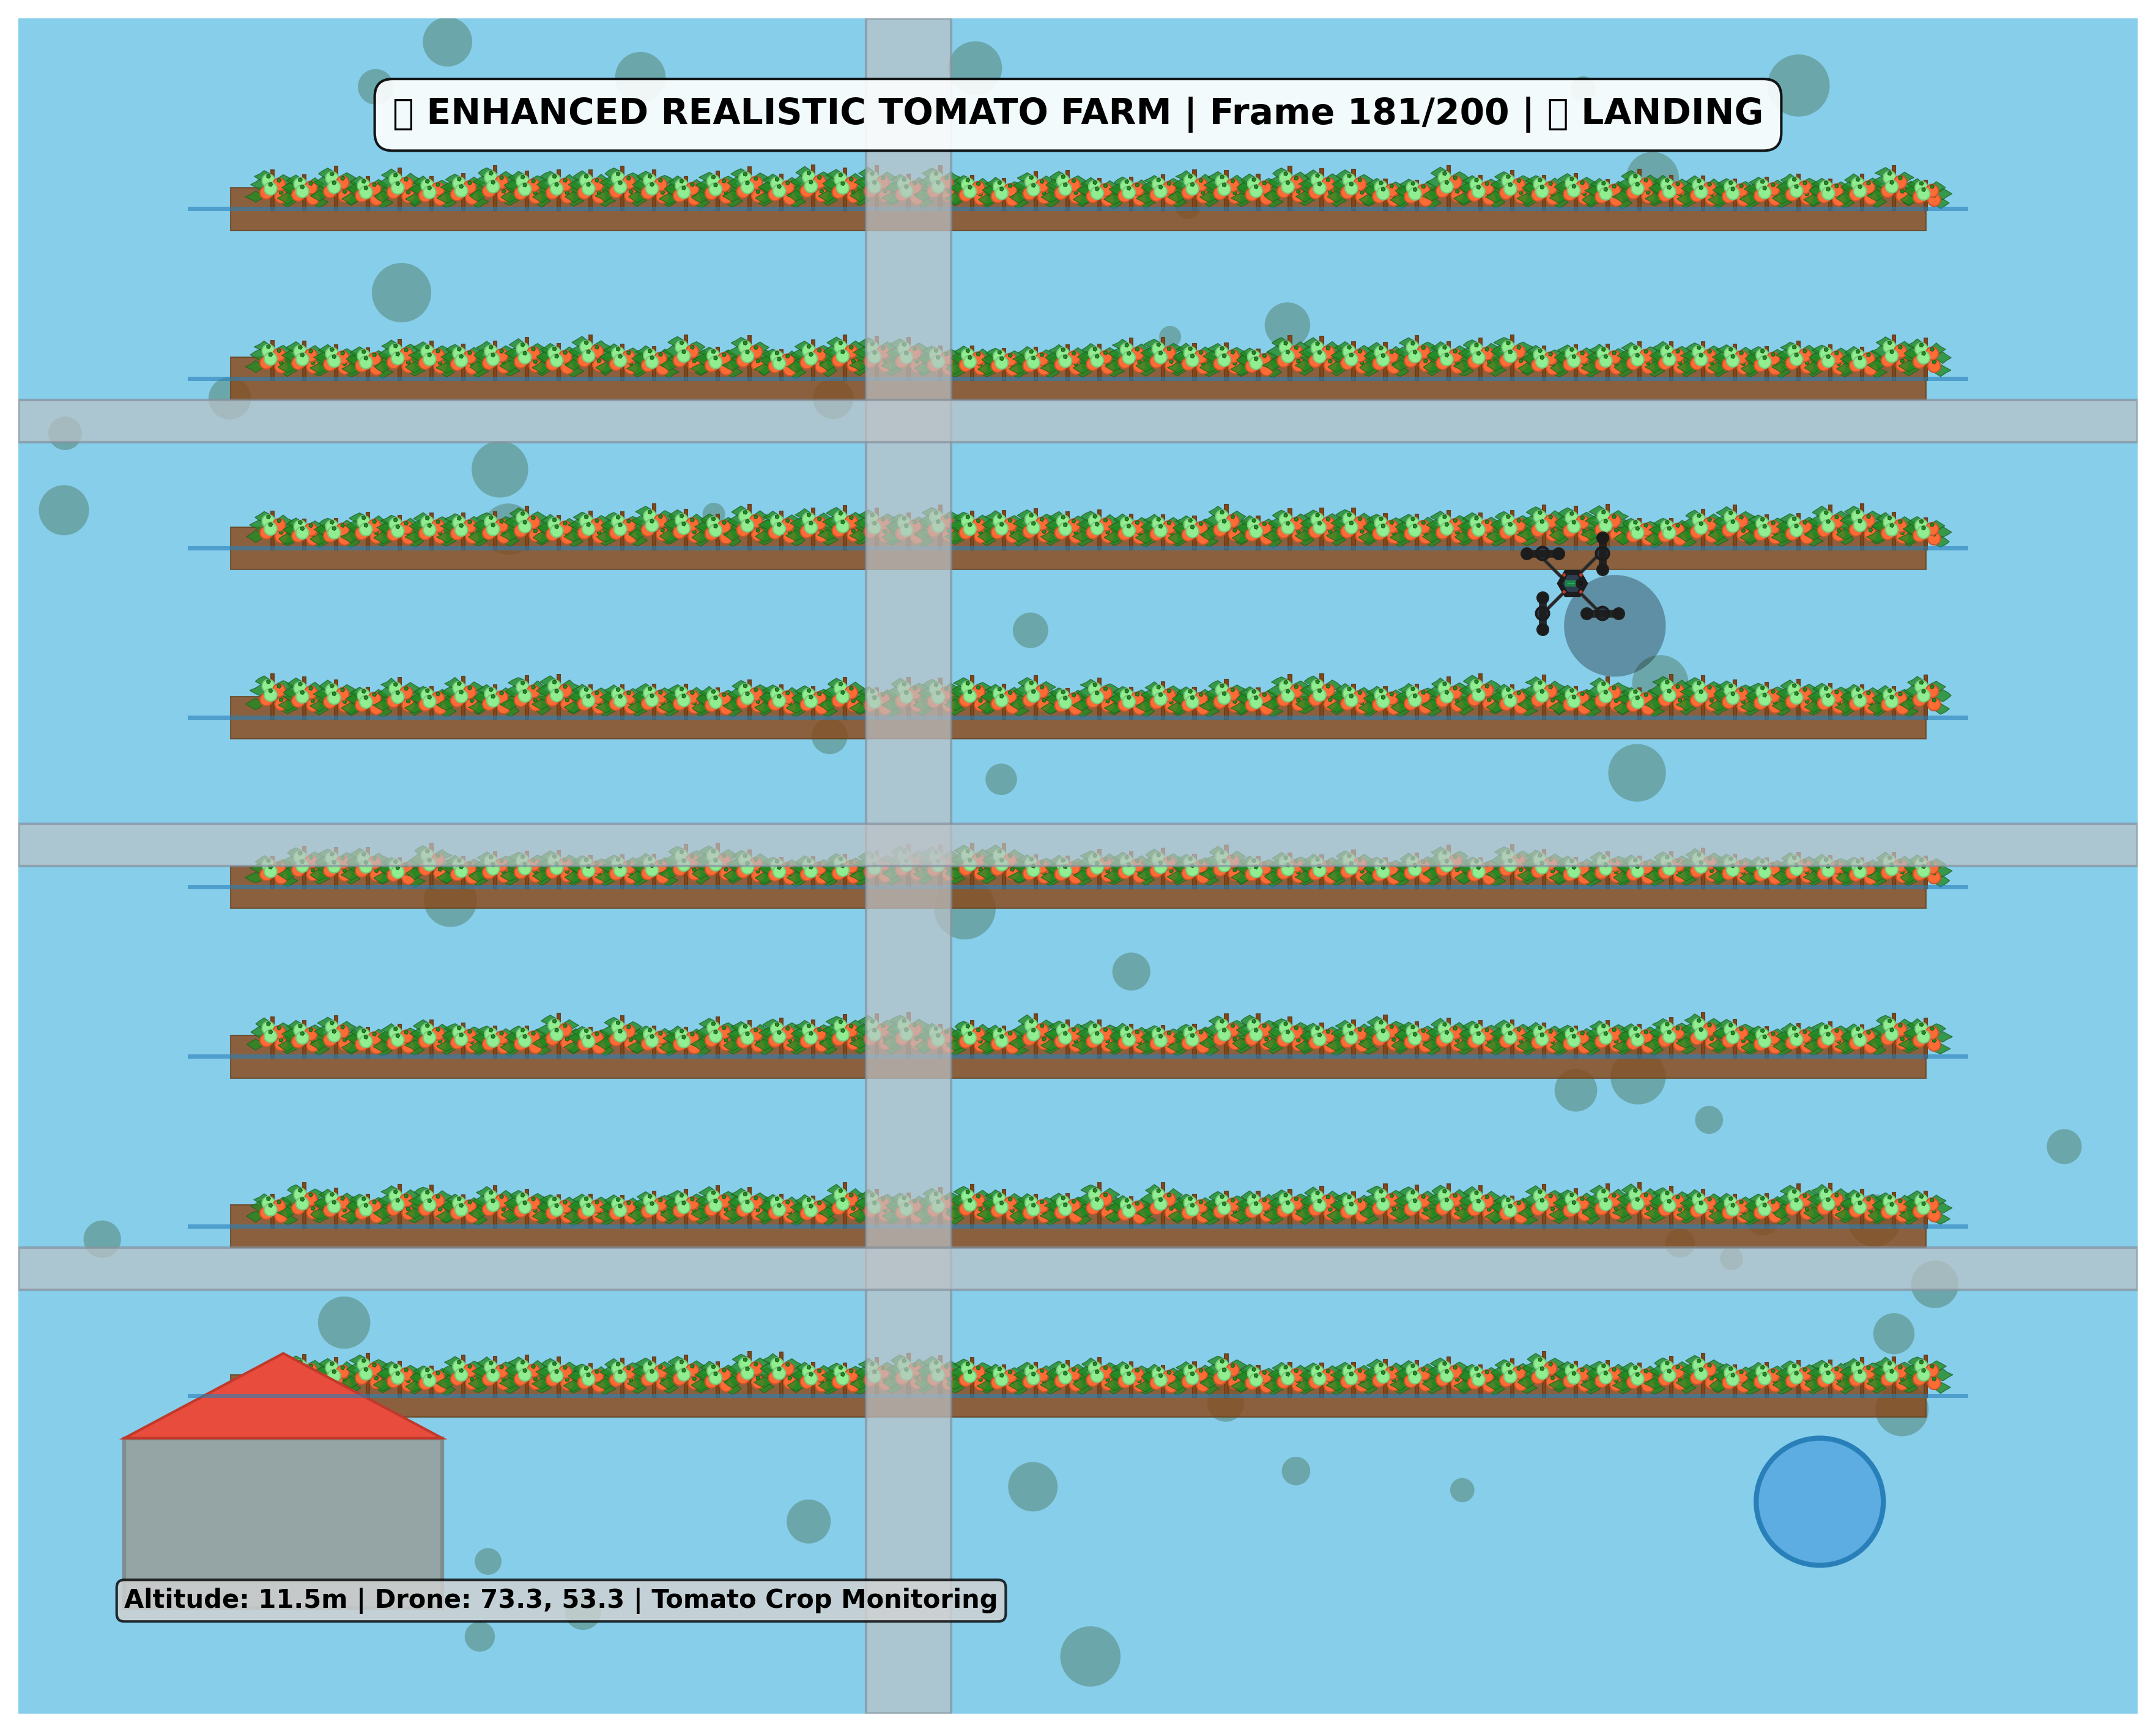 ▯ ENHANCED REALISTIC TOMATO FARM | Frame 181/200 | ▯ LANDING
Altitude: 11.5m | Drone: 73.3, 53.3 | Tomato Crop Monitoring